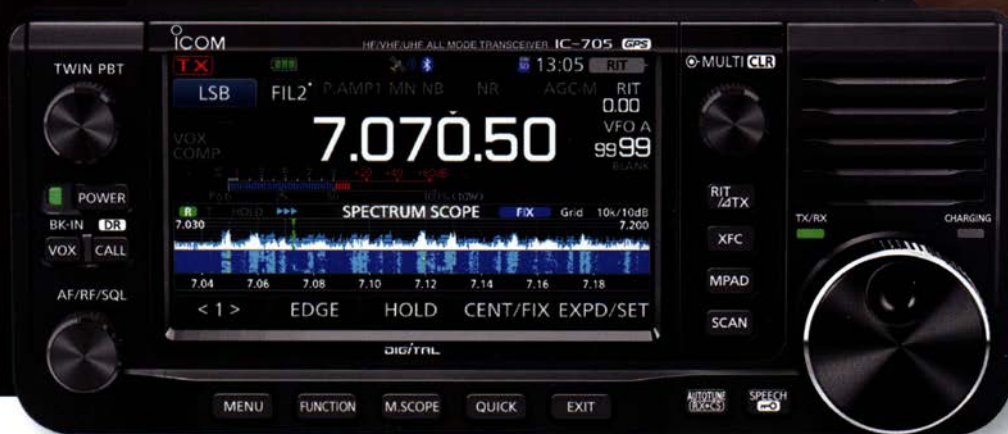 ICOM
HF/VHF/UHF ALL MODE TRANSCEIVER IC-705 GPS
TWIN PBT
MULTI CLR
TX
13:05 RIT
LSB FIL2 P.AMP1 MN NB NR AGC-M RIT
0.00
VOX
COMP
7.070.50
VFO A
9999
BLANK
+20 +40 +60dB
POWER
RIT
/⊿TX
R HOLD SPECTRUM SCOPE FIX Grid 10k/10dB
7.030 7.200
BK-IN DR
VOX CALL
XFC
TX/RX CHARGING
7.04 7.06 7.08 7.10 7.12 7.14 7.16 7.18
MPAD
AF/RF/SQL
< 1 > EDGE HOLD CENT/FIX EXPD/SET
SCAN
DIGITAL
MENU FUNCTION M.SCOPE QUICK EXIT
AUTOTUNE
(RX→CS)
SPEECH